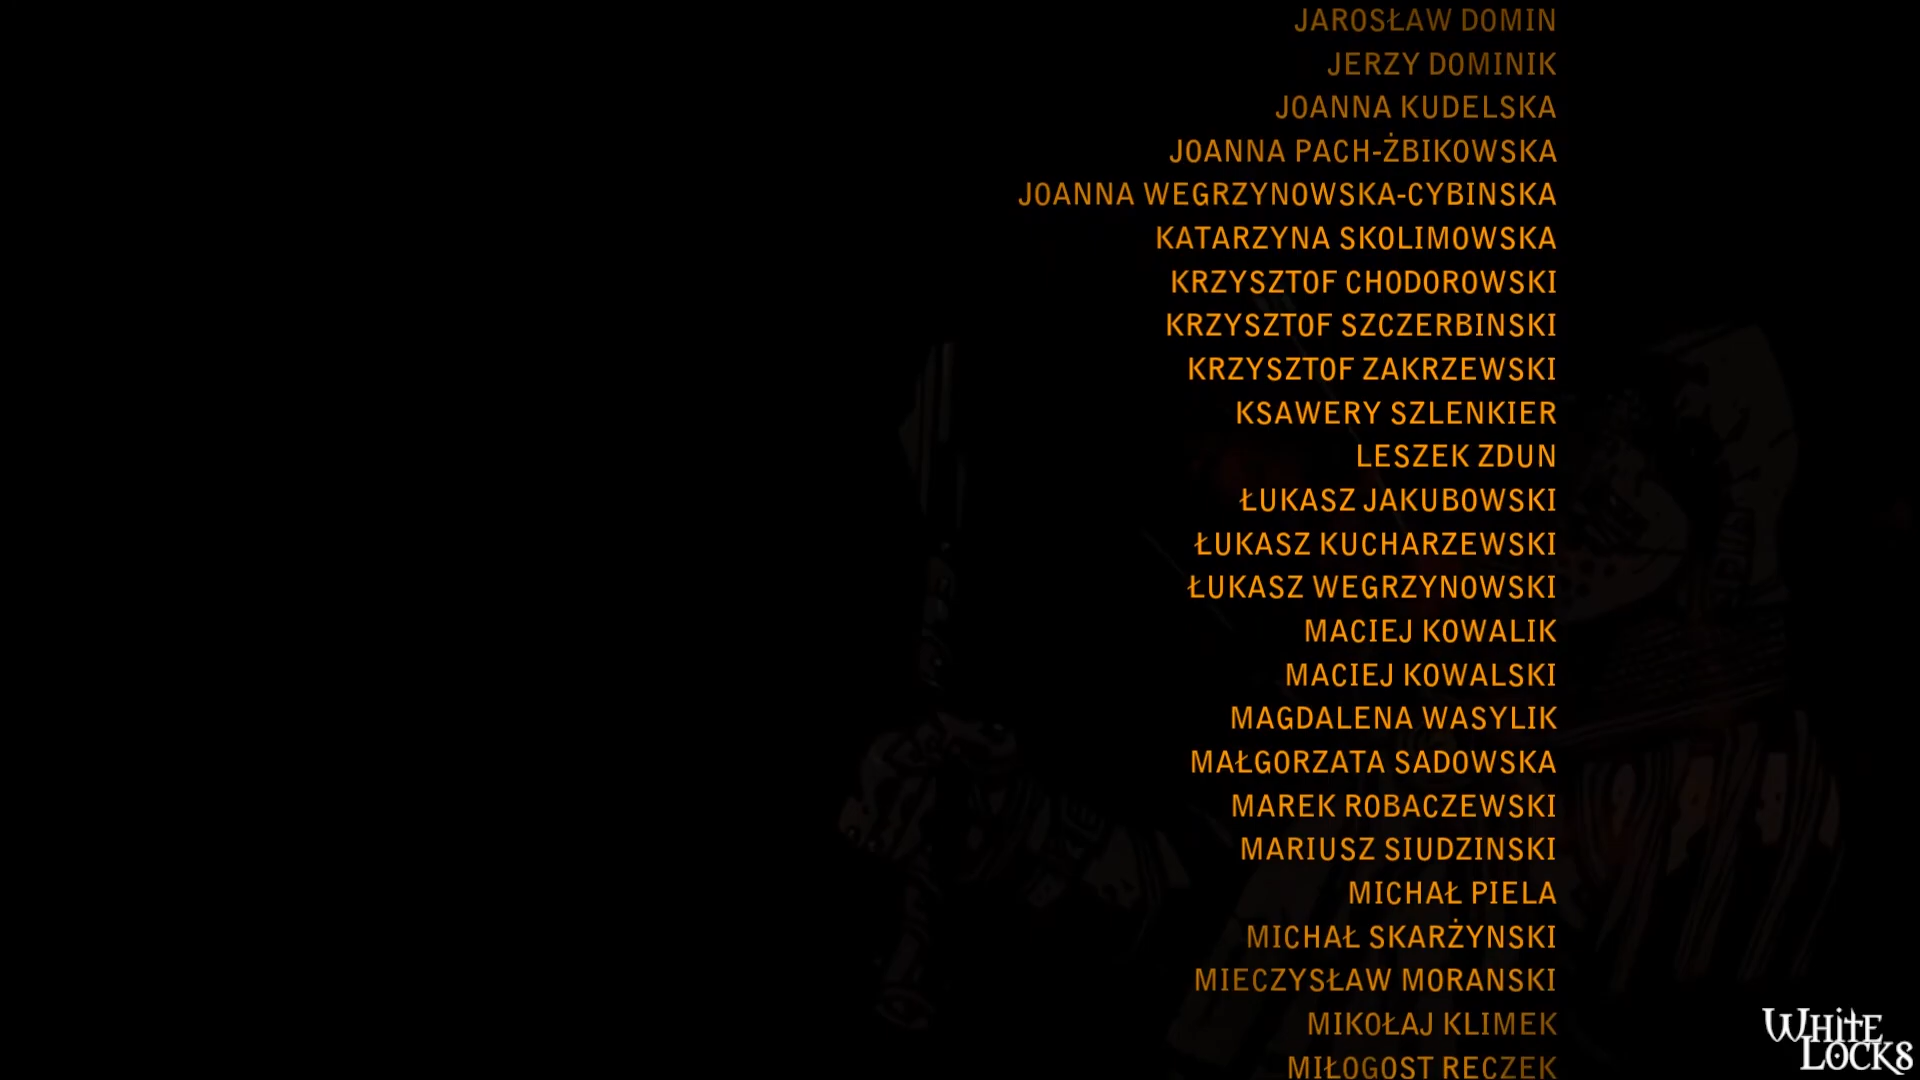 JAROSŁAW DOMIN
JERZY DOMINIK
JOANNA KUDELSKA
JOANNA PACH-ŻBIKOWSKA
JOANNA WEGRZYNOWSKA-CYBINSKA
KATARZYNA SKOLIMOWSKA
KRZYSZTOF CHODOROWSKI
KRZYSZTOF SZCZERBINSKI
KRZYSZTOF ZAKRZEWSKI
KSAWERY SZLENKIER
LESZEK ZDUN
ŁUKASZ JAKUBOWSKI
ŁUKASZ KUCHARZEWSKI
ŁUKASZ WEGRZYNOWSKI
MACIEJ KOWALIK
MACIEJ KOWALSKI
MAGDALENA WASYLIK
MAŁGORZATA SADOWSKA
MAREK ROBACZEWSKI
MARIUSZ SIUDZINSKI
MICHAŁ PIELA
MICHAŁ SKARŻYNSKI
MIECZYSŁAW MORANSKI
MIKOŁAJ KLIMEK
MIŁOGOST RECZEK
WHITE
LOCKS